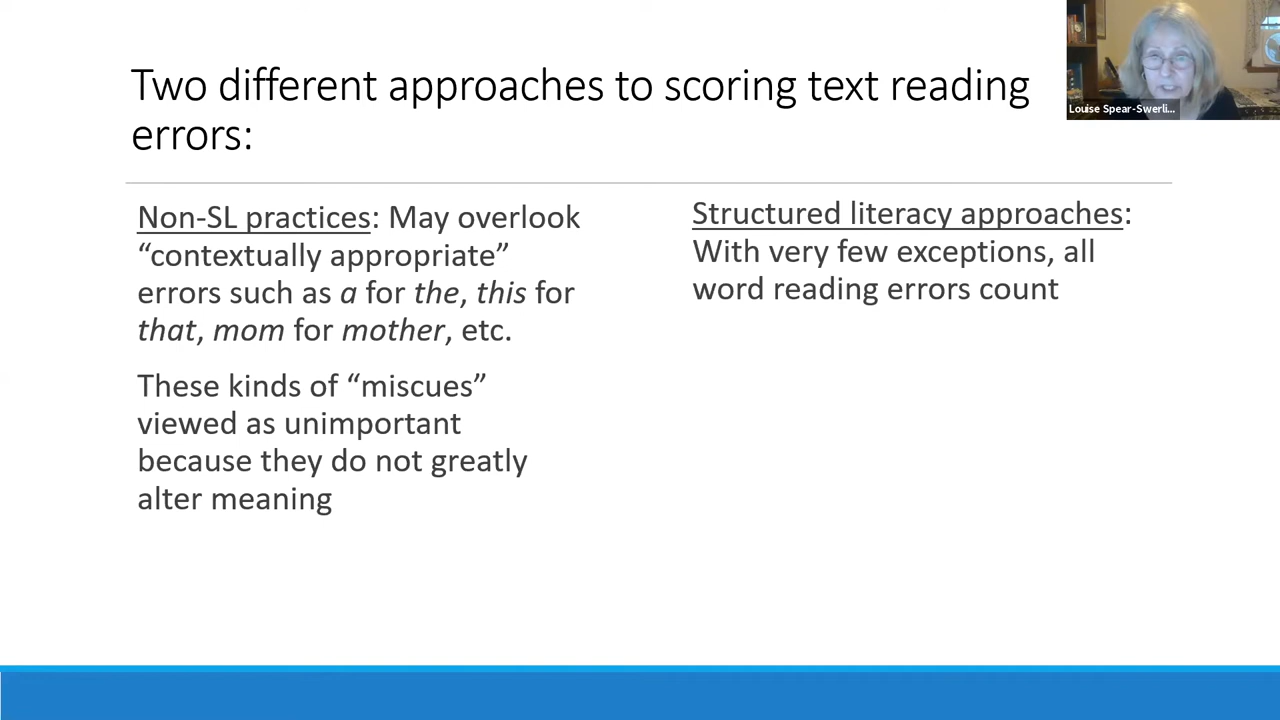 Two different approaches to scoring text reading
errors:
Louise Spear-Swerli...
Non-SL practices: May overlook
“contextually appropriate”
errors such as a for the, this for
that, mom for mother, etc.
These kinds of “miscues”
viewed as unimportant
because they do not greatly
alter meaning
Structured literacy approaches:
With very few exceptions, all
word reading errors count